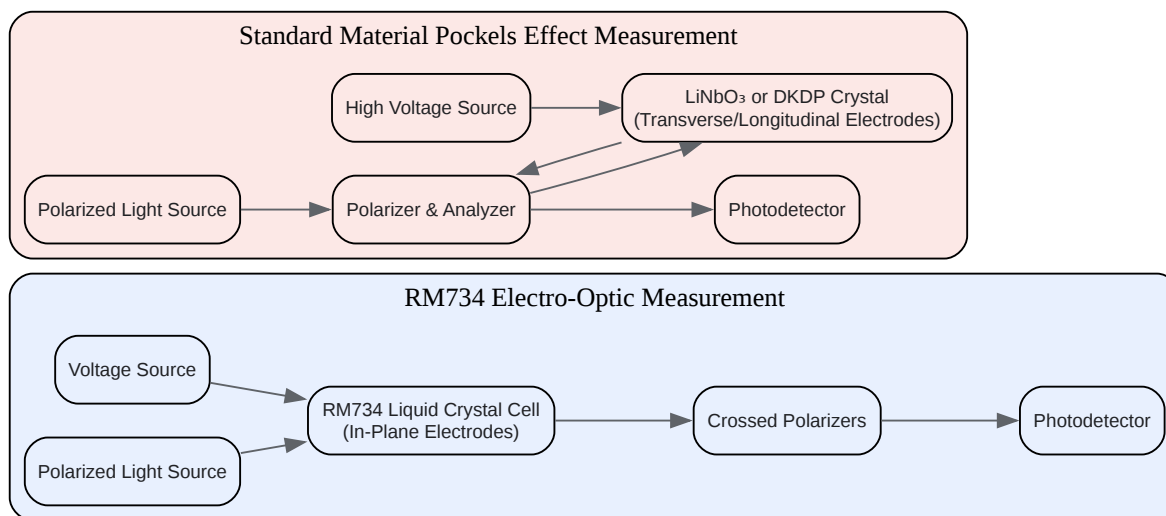 Standard Material Pockels Effect Measurement
High Voltage Source
LiNbO₃ or DKDP Crystal
(Transverse/Longitudinal Electrodes)
Polarized Light Source
Polarizer & Analyzer
Photodetector
RM734 Electro-Optic Measurement
Voltage Source
RM734 Liquid Crystal Cell
(In-Plane Electrodes)
Crossed Polarizers
Photodetector
Polarized Light Source